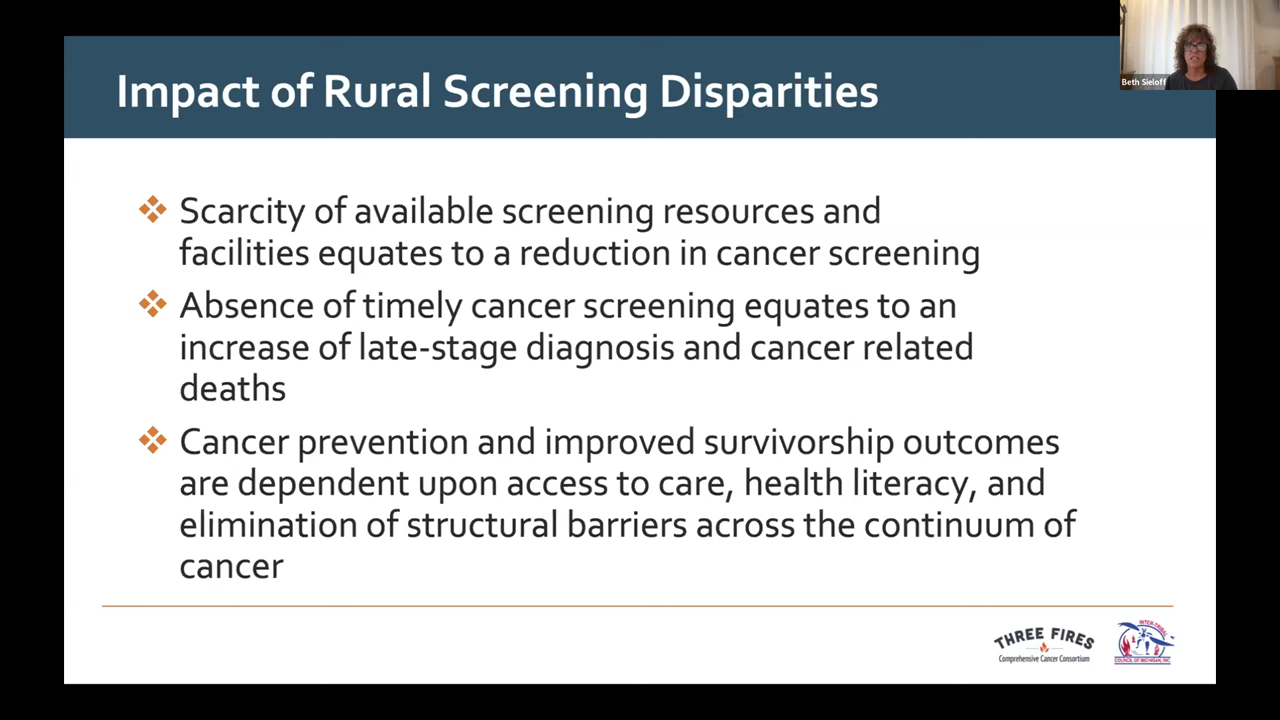 Impact of Rural Screening Disparities
Beth Sieloff
❖ Scarcity of available screening resources and
facilities equates to a reduction in cancer screening
❖ Absence of timely cancer screening equates to an
increase of late-stage diagnosis and cancer related
deaths
❖ Cancer prevention and improved survivorship outcomes
are dependent upon access to care, health literacy, and
elimination of structural barriers across the continuum of
cancer
THREE FIRES
Comprehensive Cancer Consortium
INTER-TRIBAL
COUNCIL OF MICHIGAN, INC